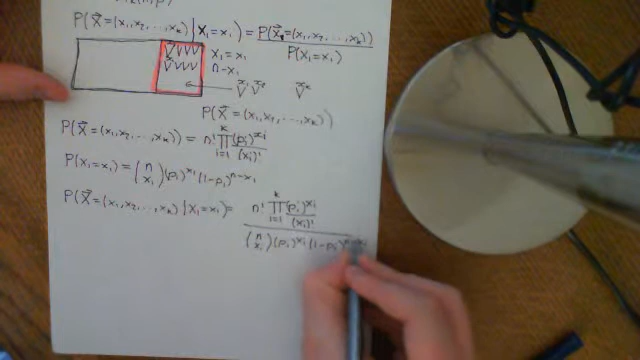 P(X⃗ = (x₁, x₂, ..., xₖ) | X₁ = x₁) = P(X⃗ = (x₁, x₂, ..., xₖ)) / P(X₁ = x₁)
X₁ = x₁
n - x₁
P(X⃗ = (x₁, x₂, ..., xₖ))
P(X⃗ = (x₁, x₂, ..., xₖ)) = n! ∏ᵢ₌₁ᵏ (pᵢ)^xᵢ / (xᵢ)!
P(X₁ = x₁) = (n x₁) (p₁)^x₁ (1-p₁)^n-x₁
P(X⃗ = (x₁, x₂, ..., xₖ) | X₁ = x₁) = n! ∏ᵢ₌₁ᵏ (pᵢ)^xᵢ / (xᵢ)! / (n x₁) (p₁)^x₁ (1-p₁)^n-x₁